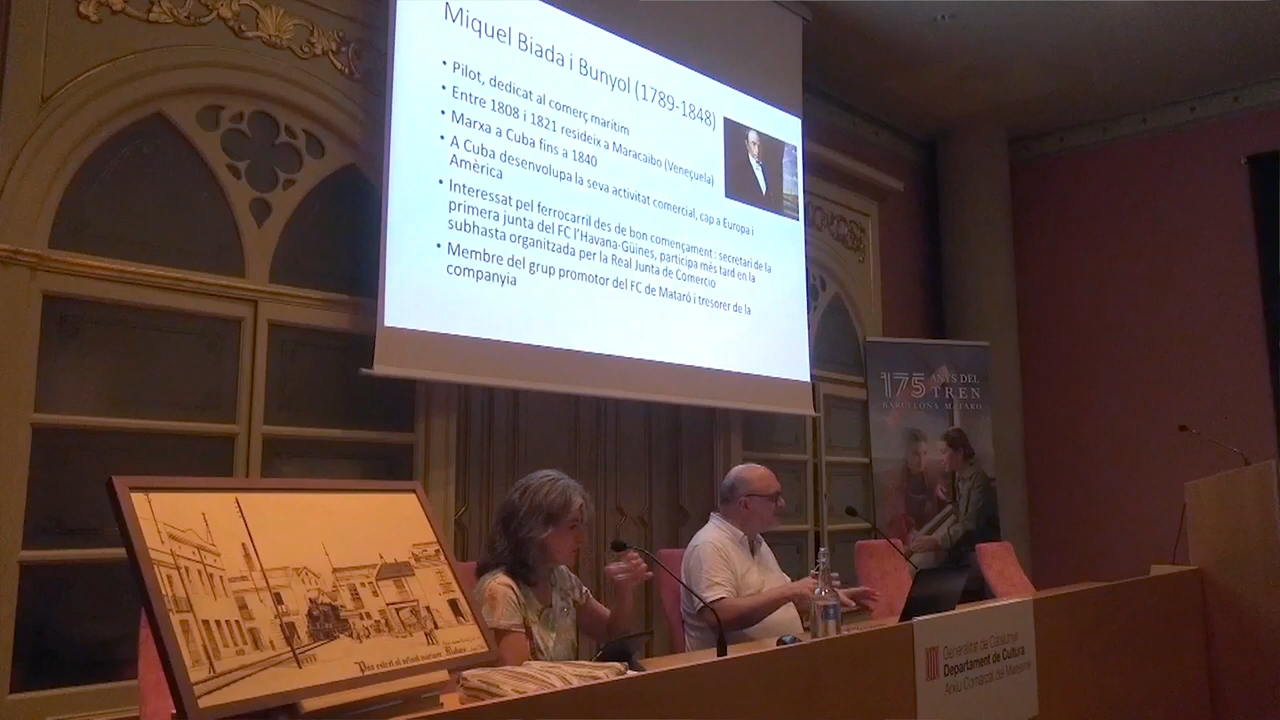 Miquel Biada i Bunyol (1789-1848)
• Pilot, dedicat al comerç marítim
• Entre 1808 i 1821 resideix a Maracaibo (Veneçuela)
• Marxa a Cuba fins a 1840
• A Cuba desenvolupa la seva activitat comercial, cap a Europa i
Amèrica
• Interessat pel ferrocarril des de bon començament : secretari de la
primera junta del FC l'Havana-Güines, participa més tard en la
subhasta organitzada per la Real Junta de Comercio
• Membre del grup promotor del FC de Mataró i tresorer de la
companyia
175 ANYS DEL
TREN
BARCELONA MATARÓ
Generalitat de Catalunya
Departament de Cultura
Arxiu Comarcal del Maresme